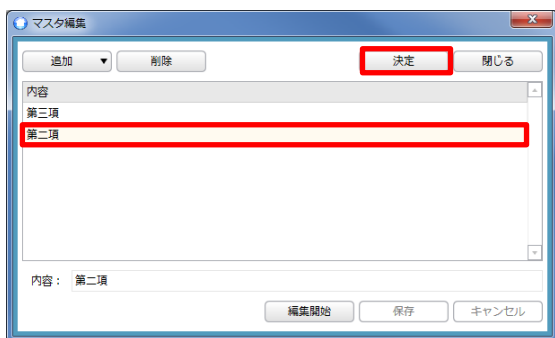 マスタ編集
追加 ▼ 削除 決定 閉じる
内容
第三項
第二項
内容： 第二項
編集開始 保存 キャンセル